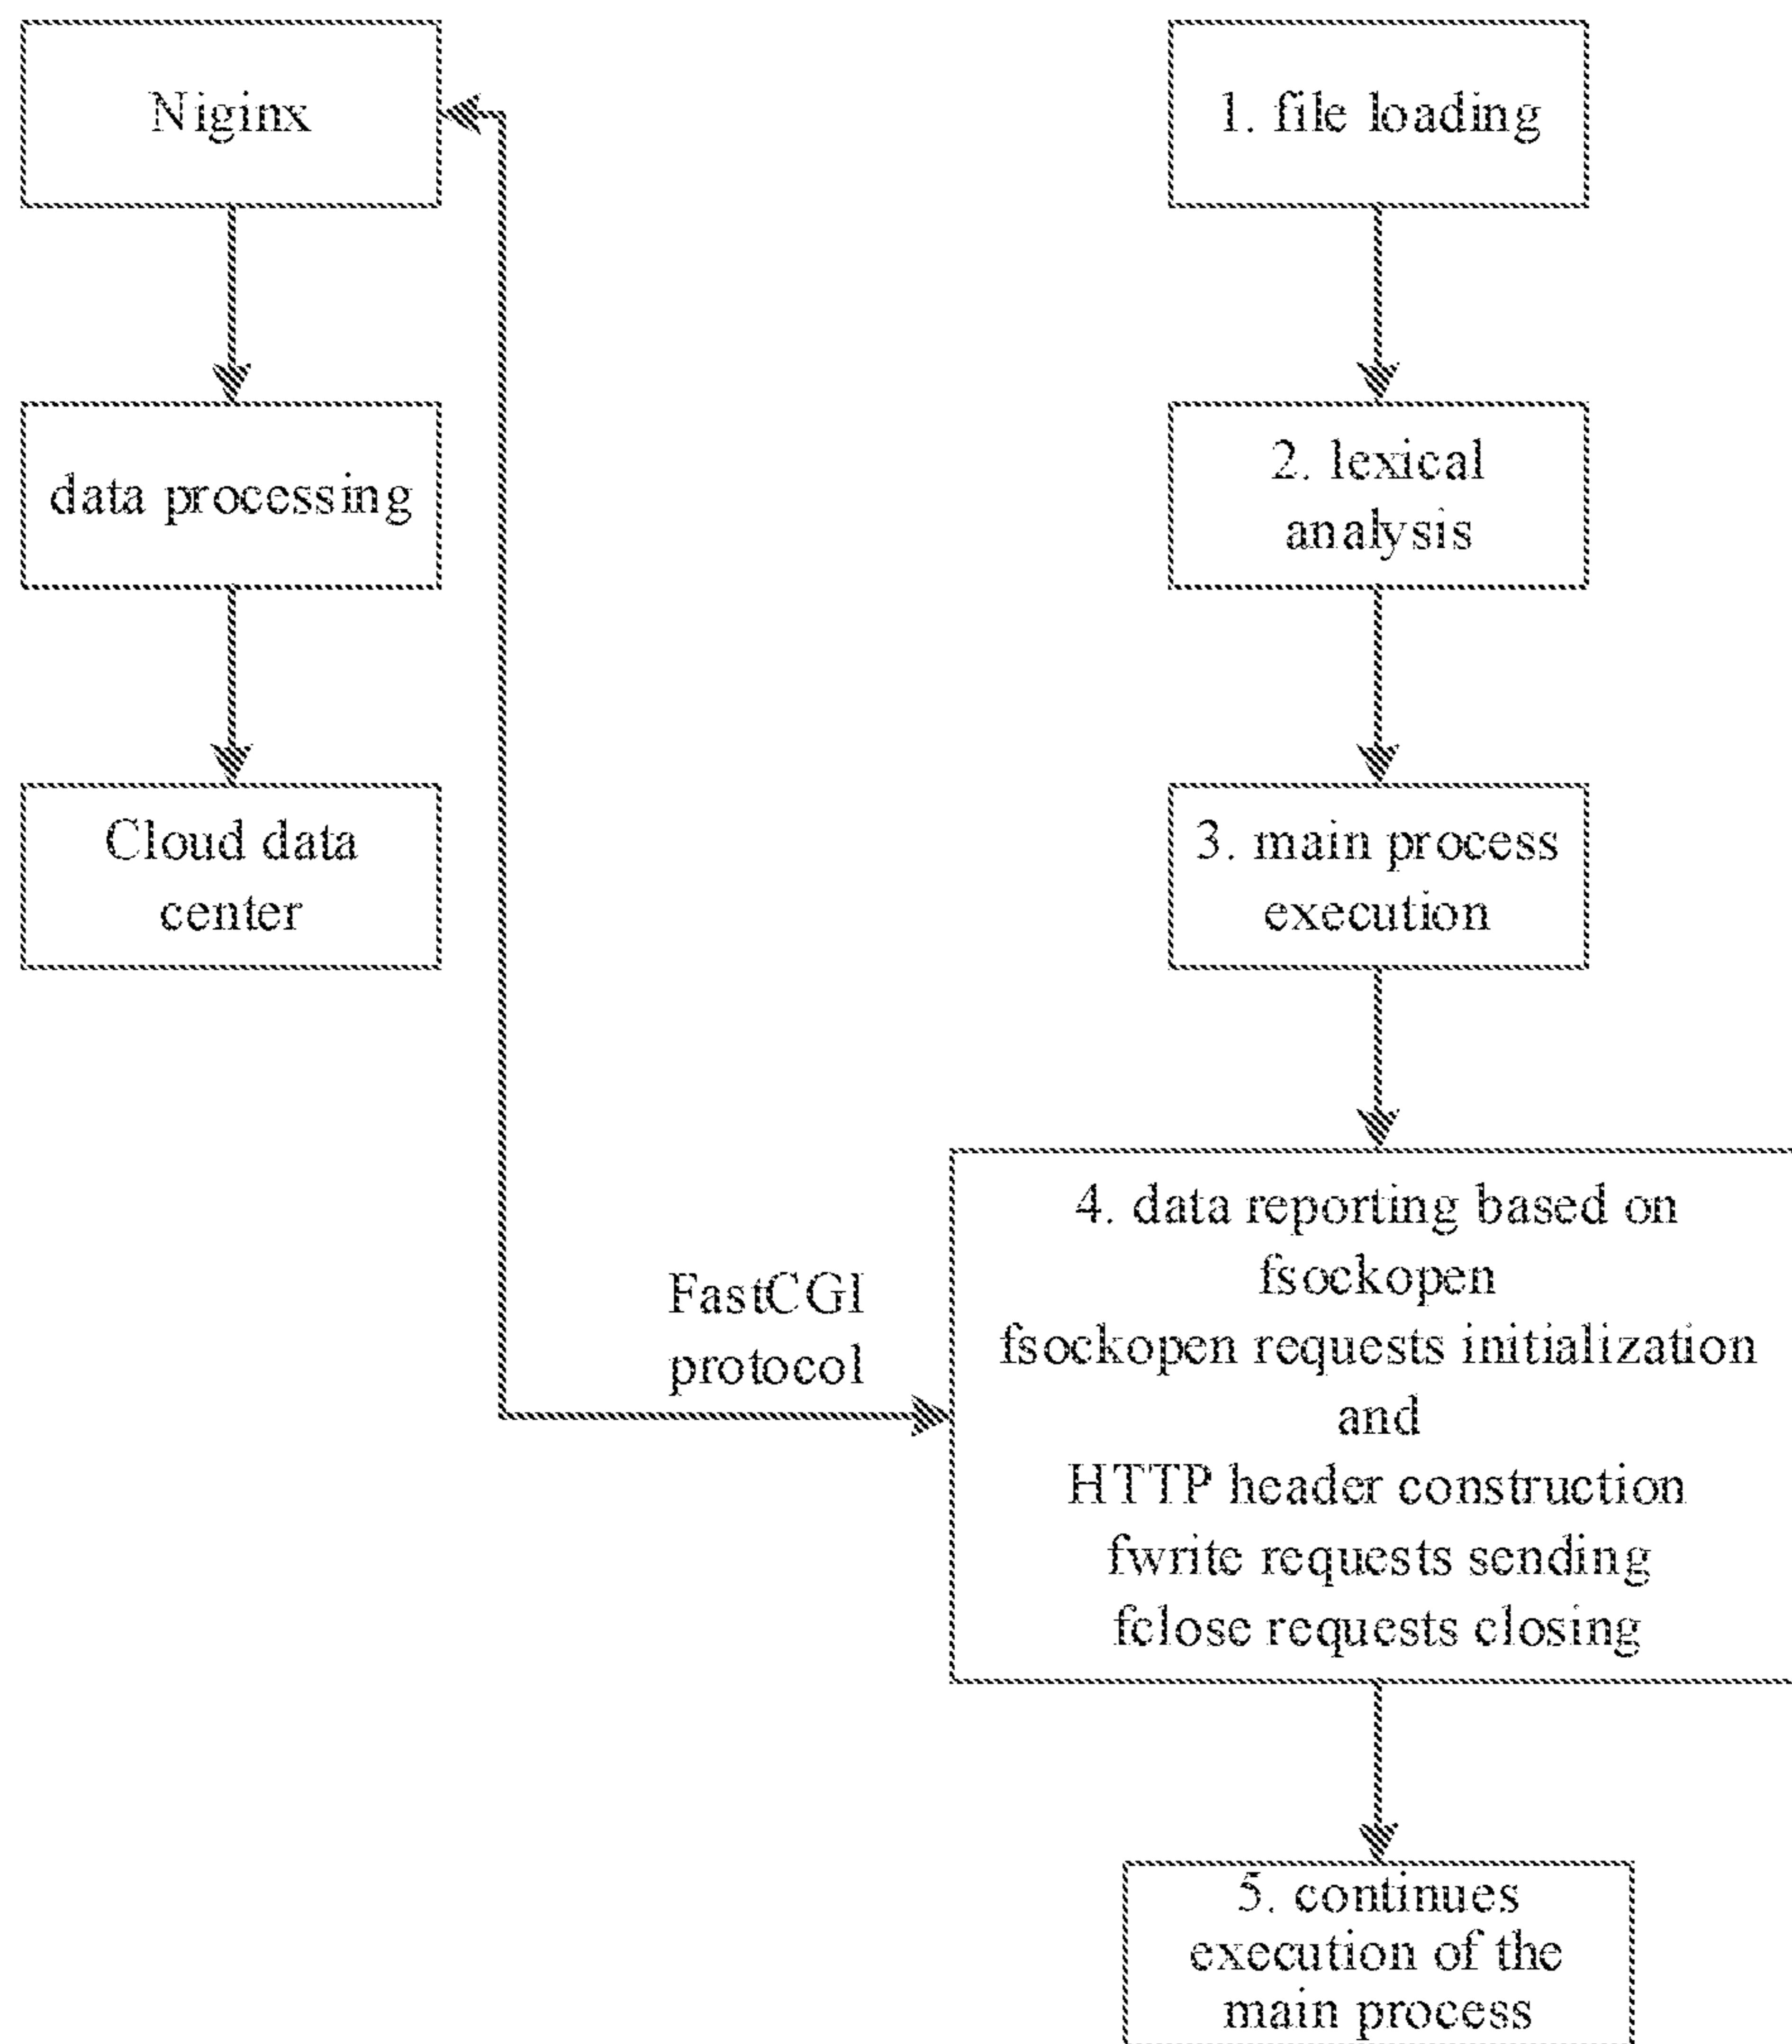 Niginx
data processing
Cloud data
center
FastCGI
protocol
1. file loading
2. lexical
analysis
3. main process
execution
4. data reporting based on
fsockopen
fsockopen requests initialization
and
HTTP header construction
fwrite requests sending
fclose requests closing
5. continues
execution of the
main process